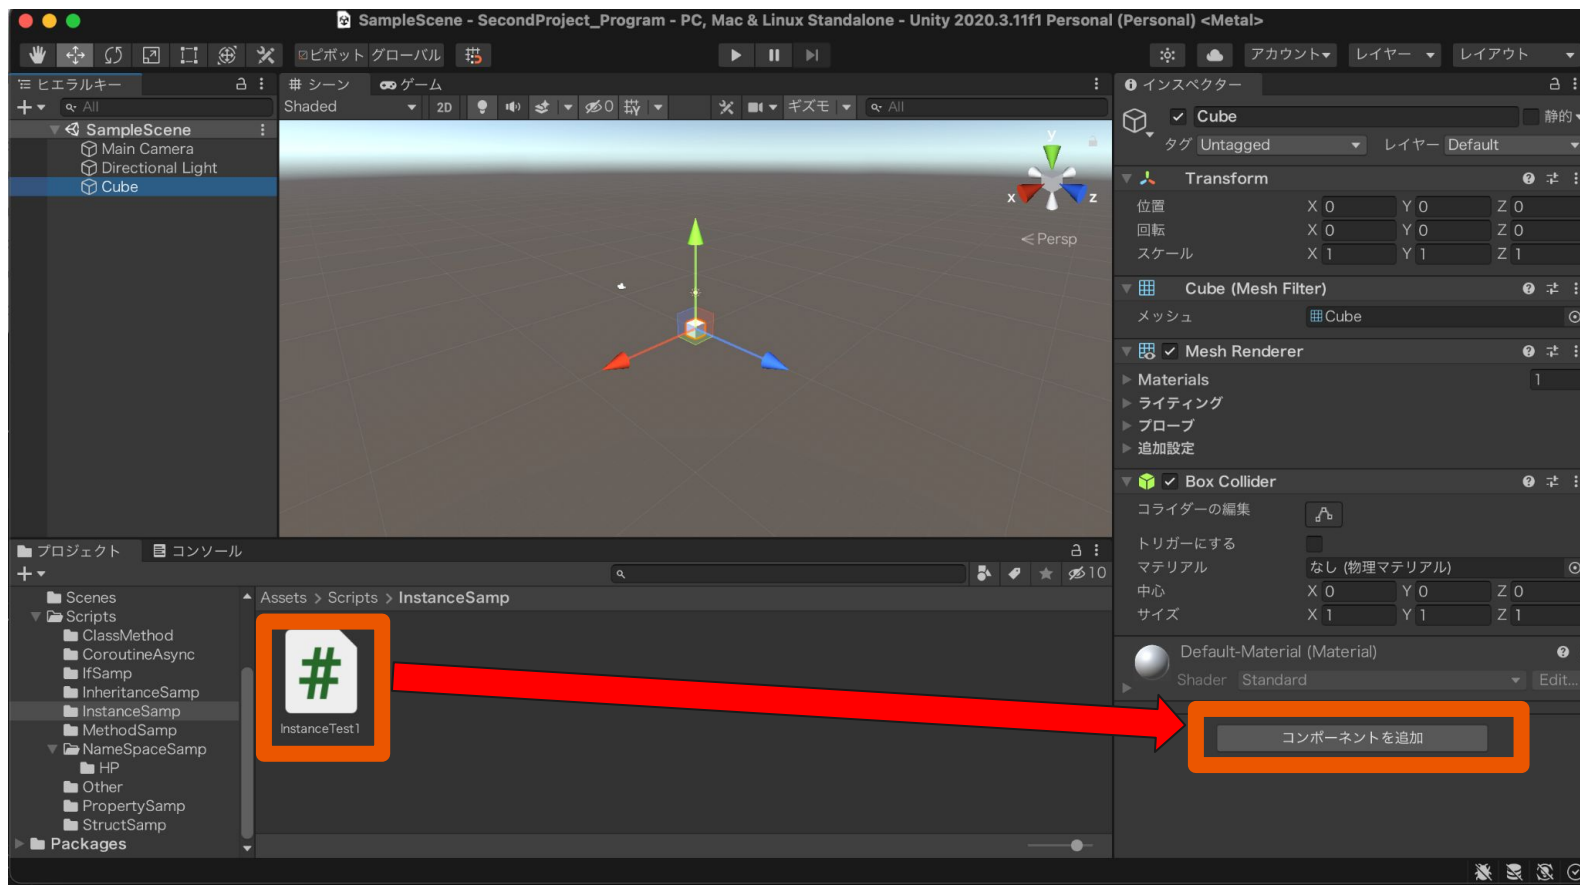 SampleScene - SecondProject_Program - PC, Mac & Linux Standalone - Unity 2020.3.11f1 Personal (Personal) <Metal>
ピボット グローバル
アカウント レイヤー レイアウト
ヒエラルキー
All
SampleScene
Main Camera
Directional Light
Cube
シーン ゲーム
Shaded 2D 0 ギズモ All
y
x z
Persp
インスペクター
Cube 静的
タグ Untagged レイヤー Default
Transform
位置 X 0 Y 0 Z 0
回転 X 0 Y 0 Z 0
スケール X 1 Y 1 Z 1
Cube (Mesh Filter)
メッシュ Cube
Mesh Renderer
Materials 1
ライティング
プローブ
追加設定
Box Collider
コライダーの編集
トリガーにする
マテリアル なし (物理マテリアル)
中心 X 0 Y 0 Z 0
サイズ X 1 Y 1 Z 1
Default-Material (Material)
Shader Standard Edit...
コンポーネントを追加
プロジェクト コンソール
10
Scenes
Scripts
ClassMethod
CoroutineAsync
IfSamp
InheritanceSamp
InstanceSamp
MethodSamp
NameSpaceSamp
HP
Other
PropertySamp
StructSamp
Packages
Assets > Scripts > InstanceSamp
#
InstanceTest1